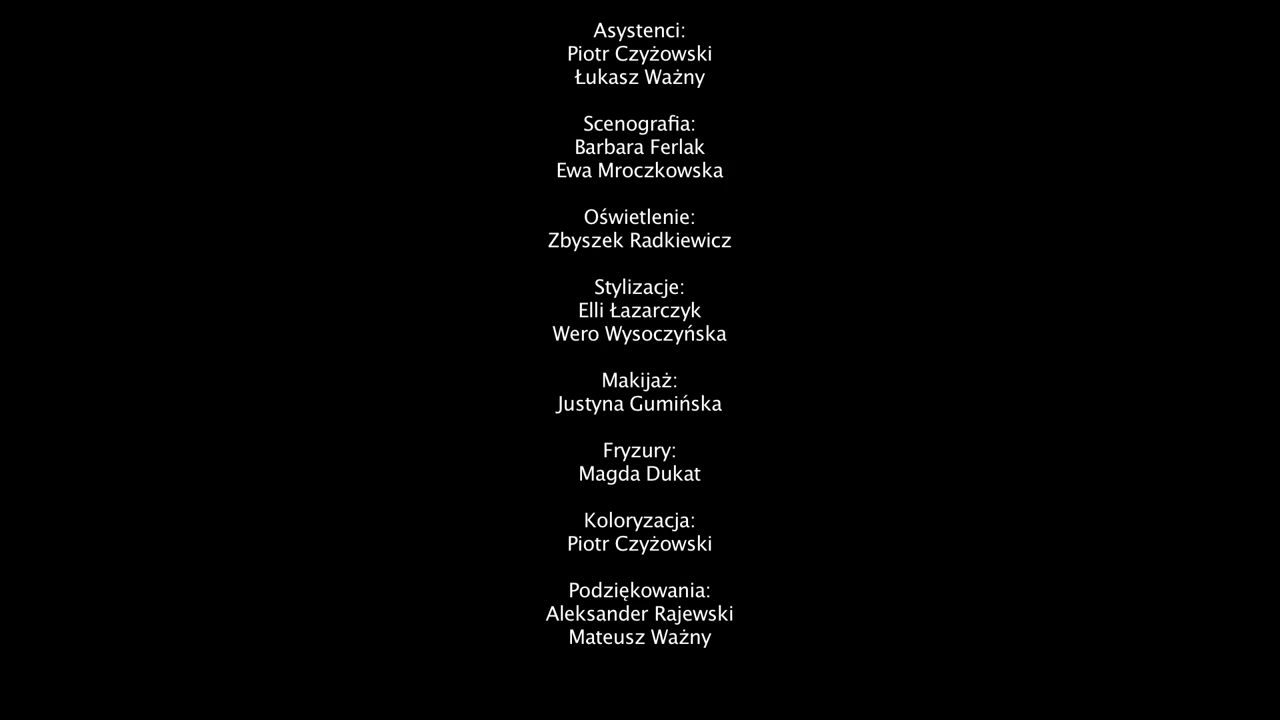 Asystenci:
Piotr Czyżowski
Łukasz Ważny
Scenografia:
Barbara Ferlak
Ewa Mroczkowska
Oświetlenie:
Zbyszek Radkiewicz
Stylizacje:
Elli Łazarczyk
Wero Wysoczyńska
Makijaż:
Justyna Gumińska
Fryzury:
Magda Dukat
Koloryzacja:
Piotr Czyżowski
Podziękowania:
Aleksander Rajewski
Mateusz Ważny